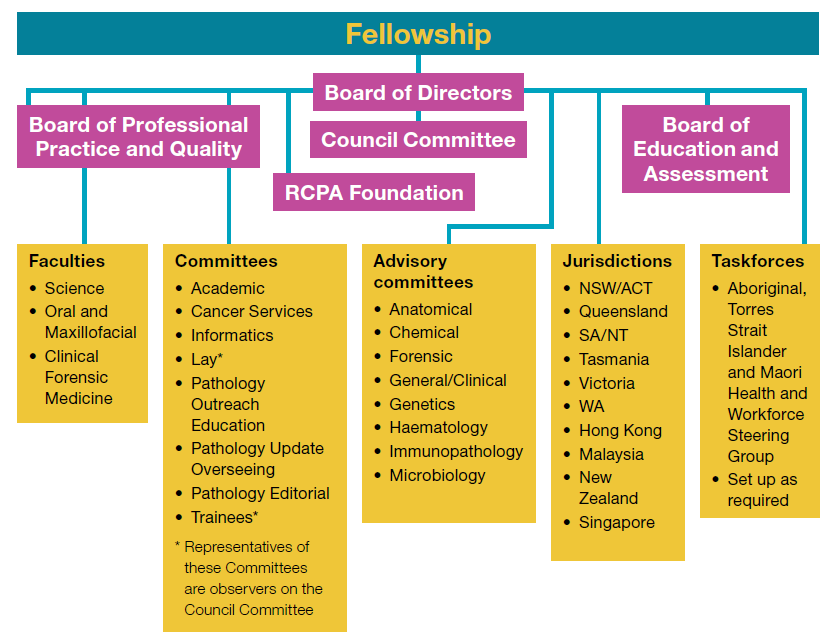 Fellowship
Board of Directors
Board of Professional
Practice and Quality
Council Committee
Board of
Education and
Assessment
RCPA Foundation
Faculties
• Science
• Oral and
Maxillofacial
• Clinical
Forensic
Medicine
Committees
• Academic
• Cancer Services
• Informatics
• Lay*
• Pathology
Outreach
Education
• Pathology Update
Overseeing
• Pathology Editorial
• Trainees*
* Representatives of
these Committees
are observers on the
Council Committee
Advisory
committees
• Anatomical
• Chemical
• Forensic
• General/Clinical
• Genetics
• Haematology
• Immunopathology
• Microbiology
Jurisdictions
• NSW/ACT
• Queensland
• SA/NT
• Tasmania
• Victoria
• WA
• Hong Kong
• Malaysia
• New
Zealand
• Singapore
Taskforces
• Aboriginal,
Torres
Strait
Islander
and Maori
Health and
Workforce
Steering
Group
• Set up as
required